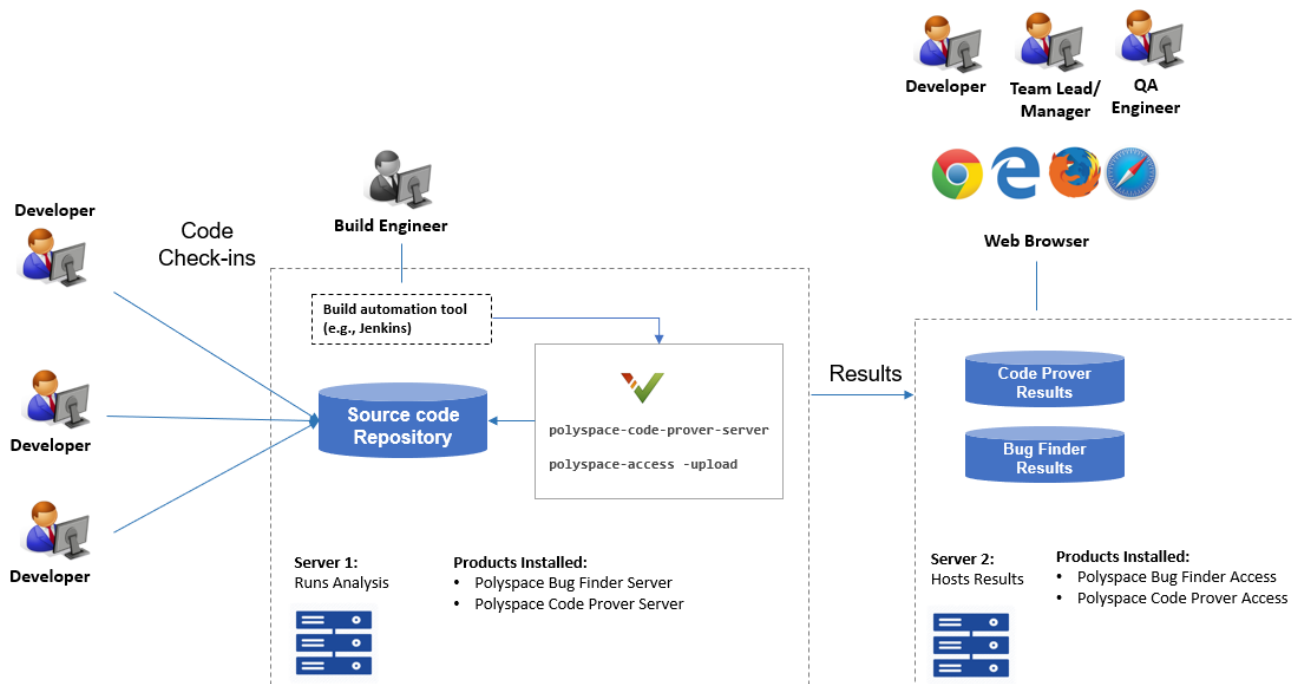 Developer
Team Lead/
Manager
QA
Engineer
Web Browser
Build Engineer
Developer
Code
Check-ins
Developer
Developer
Build automation tool
(e.g., Jenkins)
Source code
Repository
polyspace-code-prover-server
polyspace-access -upload
Results
Code Prover
Results
Bug Finder
Results
Server 1:
Runs Analysis
Products Installed:
• Polyspace Bug Finder Server
• Polyspace Code Prover Server
Server 2:
Hosts Results
Products Installed:
• Polyspace Bug Finder Access
• Polyspace Code Prover Access